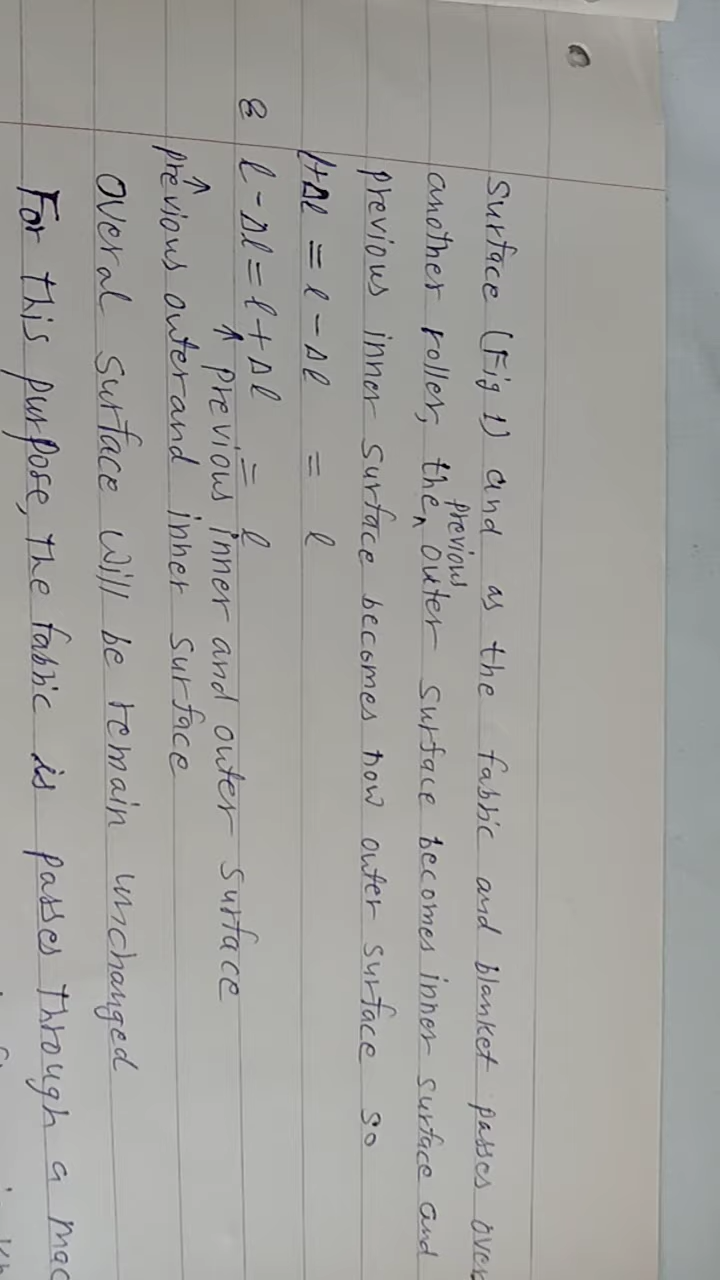 Surface (Fig 1) and as the fabric and blanket passes over
another roller, the previous outer surface becomes inner surface and
previous inner surface becomes now outer surface so
l+Δl = l - Δl = l
& l - Δl = l + Δl = l
↑ previous inner and outer surface
previous outer and inner surface
overal surface will be remain unchanged
For this purpose, the fabric is passes through a mac